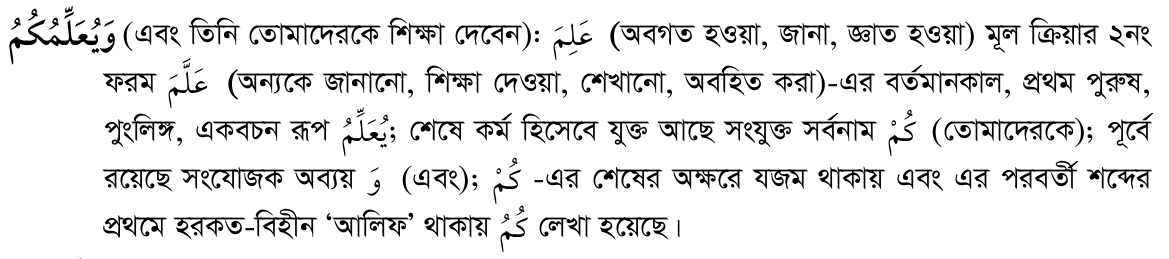 وَيُعَلِّمُكُمُ (এবং তিনি তোমাদেরকে শিক্ষা দেবেন): عَلِمَ (অবগত হওয়া, জানা, জ্ঞাত হওয়া) মূল ক্রিয়ার ২নং
ফরম عَلَّمَ (অন্যকে জানানো, শিক্ষা দেওয়া, শেখানো, অবহিত করা)-এর বর্তমানকাল, প্রথম পুরুষ,
পুংলিঙ্গ, একবচন রূপ يُعَلِّمُ; শেষে কর্ম হিসেবে যুক্ত আছে সংযুক্ত সর্বনাম كُمْ (তোমাদেরকে); পূর্বে
রয়েছে সংযোজক অব্যয় وَ (এবং); كُمْ -এর শেষের অক্ষরে যজম থাকায় এবং এর পরবর্তী শব্দের
প্রথমে হরকত-বিহীন ‘আলিফ’ থাকায় كُمُ লেখা হয়েছে।